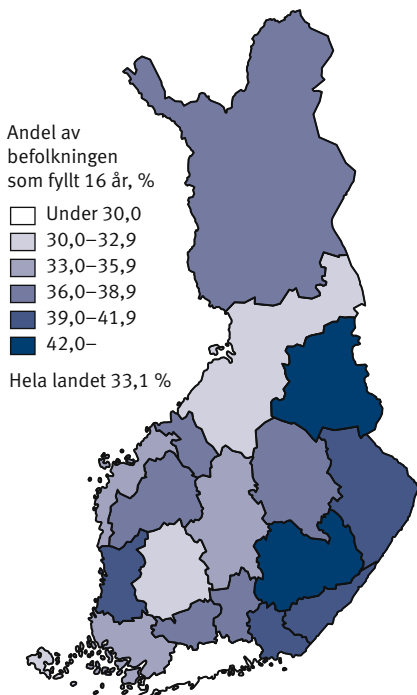 Andel av
befolkningen
som fyllt 16 år, %
Under 30,0
30,0–32,9
33,0–35,9
36,0–38,9
39,0–41,9
42,0–
Hela landet 33,1 %